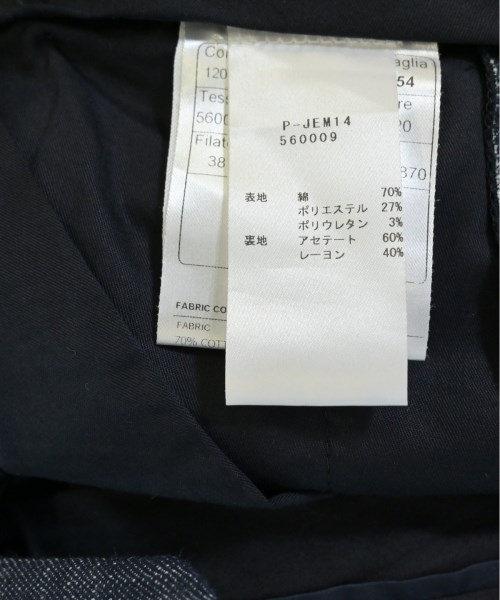 P-JEM14
560009
表地 綿 70%
ポリエステル 27%
ポリウレタン 3%
裏地 アセテート 60%
レーヨン 40%
Co aglia
120 54
Tess re
5600 20
Filat
38 870
FABRIC CO
FABRIC
70% COTT